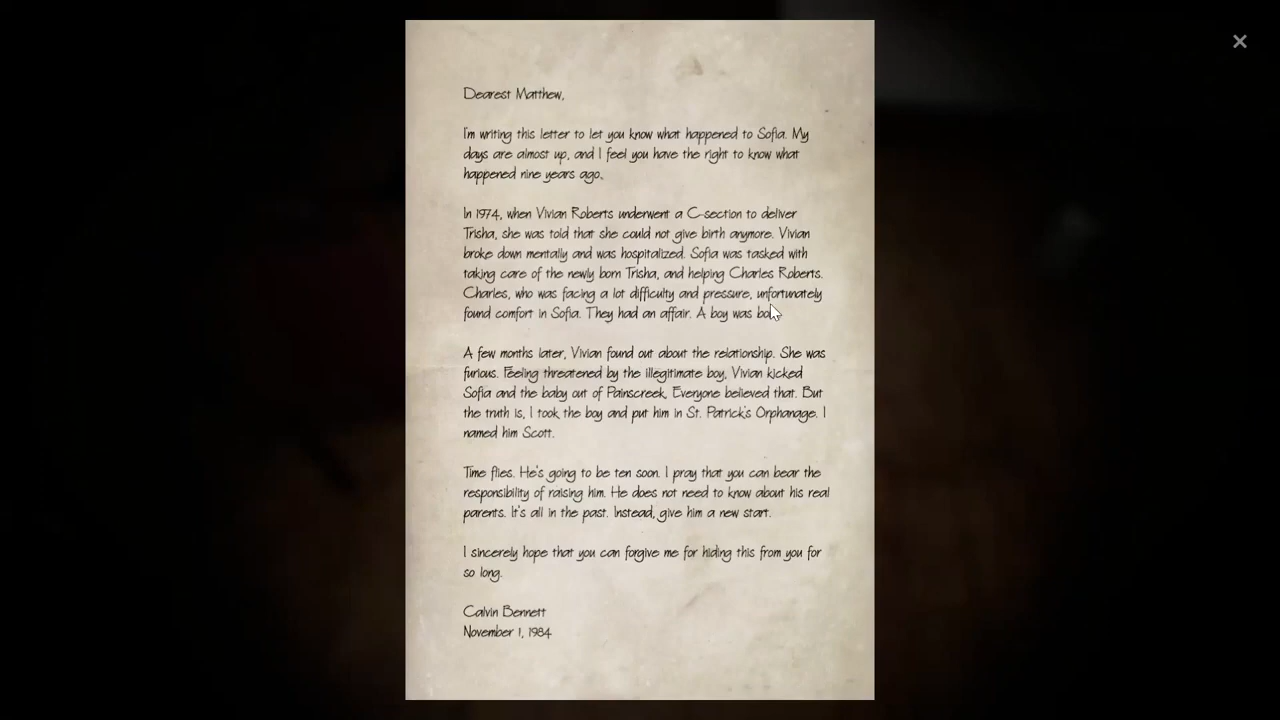 Dearest Matthew,
I'm writing this letter to let you know what happened to Sofia. My
days are almost up, and I feel you have the right to know what
happened nine years ago.
In 1974, when Vivian Roberts underwent a C-section to deliver
Trisha, she was told that she could not give birth anymore. Vivian
broke down mentally and was hospitalized. Sofia was tasked with
taking care of the newly born Trisha, and helping Charles Roberts.
Charles, who was facing a lot difficulty and pressure, unfortunately
found comfort in Sofia. They had an affair. A boy was
A few months later, Vivian found out about the relationship. She was
furious. Feeling threatened by the illegitimate boy, Vivian kicked
Sofia and the baby out of Painscreek. Everyone believed that. But
the truth is, I took the boy and put him in St. Patrick's Orphanage. I
named him Scott.
Time flies. He's going to be ten soon. I pray that you can bear the
responsibility of raising him. He does not need to know about his real
parents. It's all in the past. Instead, give him a new start.
I sincerely hope that you can forgive me for hiding this from you for
so long.
Calvin Bennett
November 1, 1984